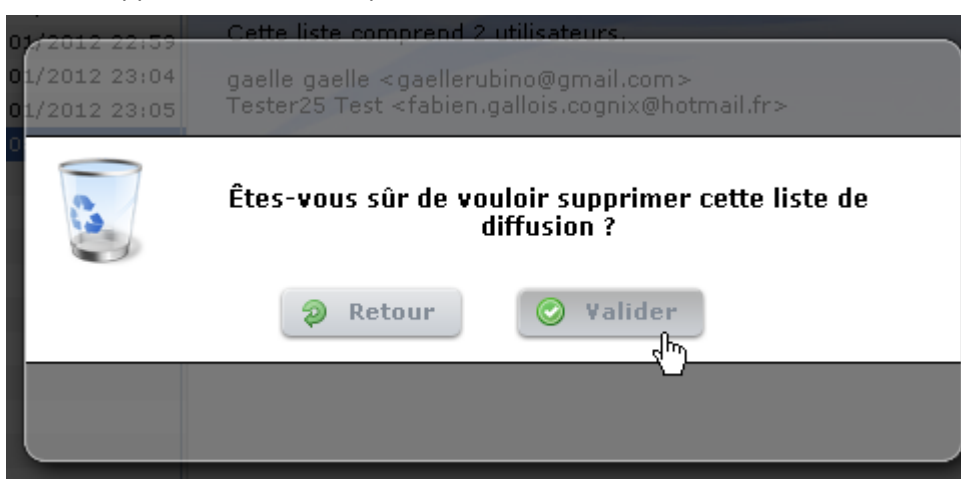 01/2012 22:59
Cette liste comprend 2 utilisateurs.
01/2012 23:04
gaelle gaelle <gaellerubino@gmail.com>
01/2012 23:05
Tester25 Test <fabien.gallois.cognix@hotmail.fr>
Êtes-vous sûr de vouloir supprimer cette liste de
diffusion ?
Retour
Valider